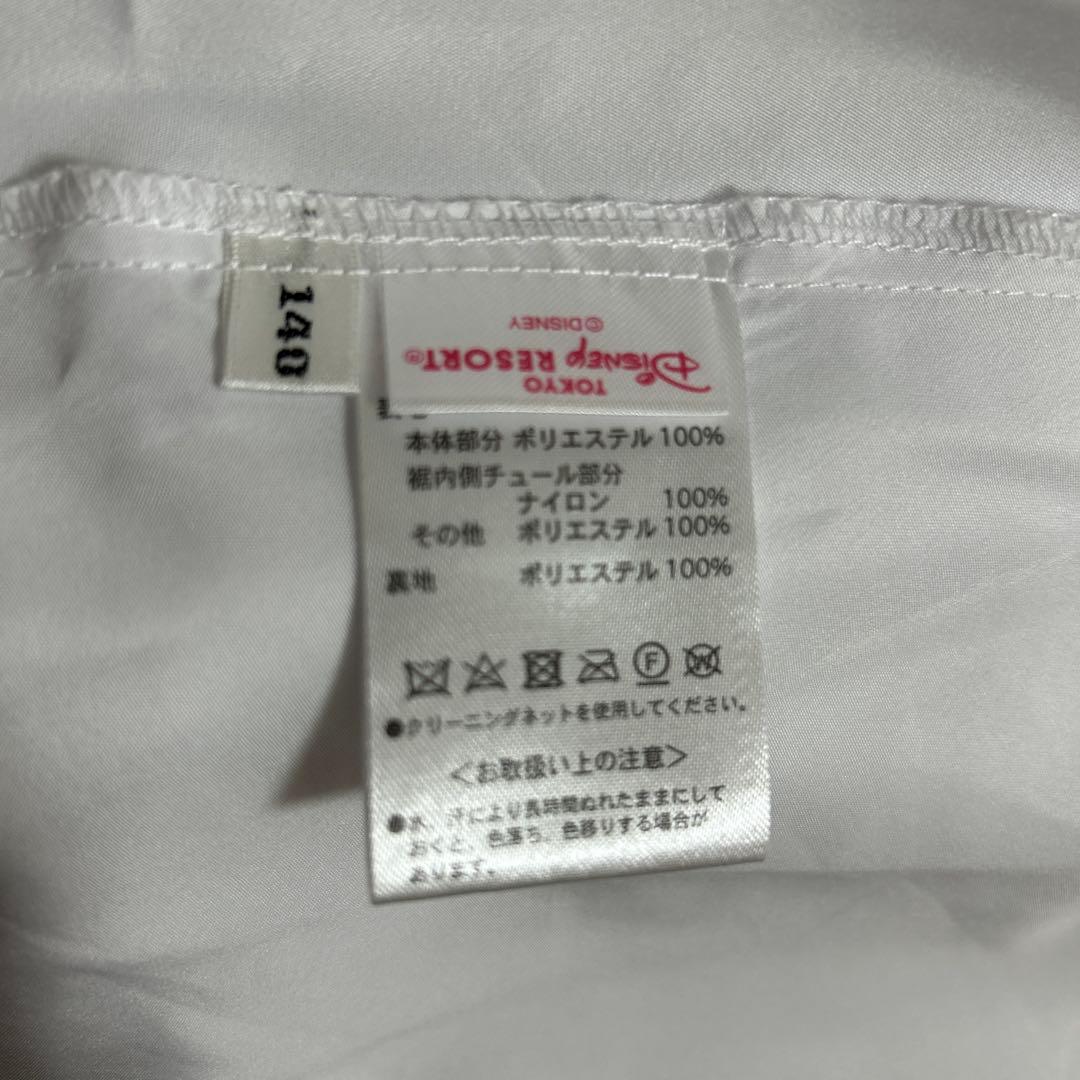 140
© DISNEY
TOKYO
Disney RESORT®
本体部分 ポリエステル 100%
裾内側チュール部分
ナイロン 100%
その他 ポリエステル 100%
裏地 ポリエステル 100%
F W
●クリーニングネットを使用してください。
<お取扱い上の注意>
●水、汗により長時間ぬれたままにして
おくと、色落ち、色移りする場合が
あります。